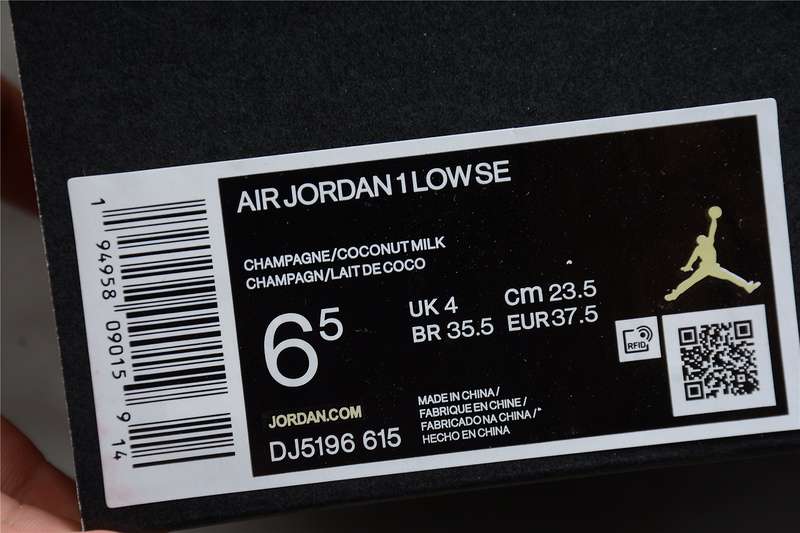 AIR JORDAN 1 LOW SE
CHAMPAGNE/COCONUT MILK
CHAMPAGN/LAIT DE COCO
6⁵
UK 4 cm 23.5
BR 35.5 EUR 37.5
RFID
JORDAN.COM
DJ5196 615
MADE IN CHINA /
FABRIQUE EN CHINE /
FABRICADO NA CHINA /*
HECHO EN CHINA
1 94958 09015 9 14